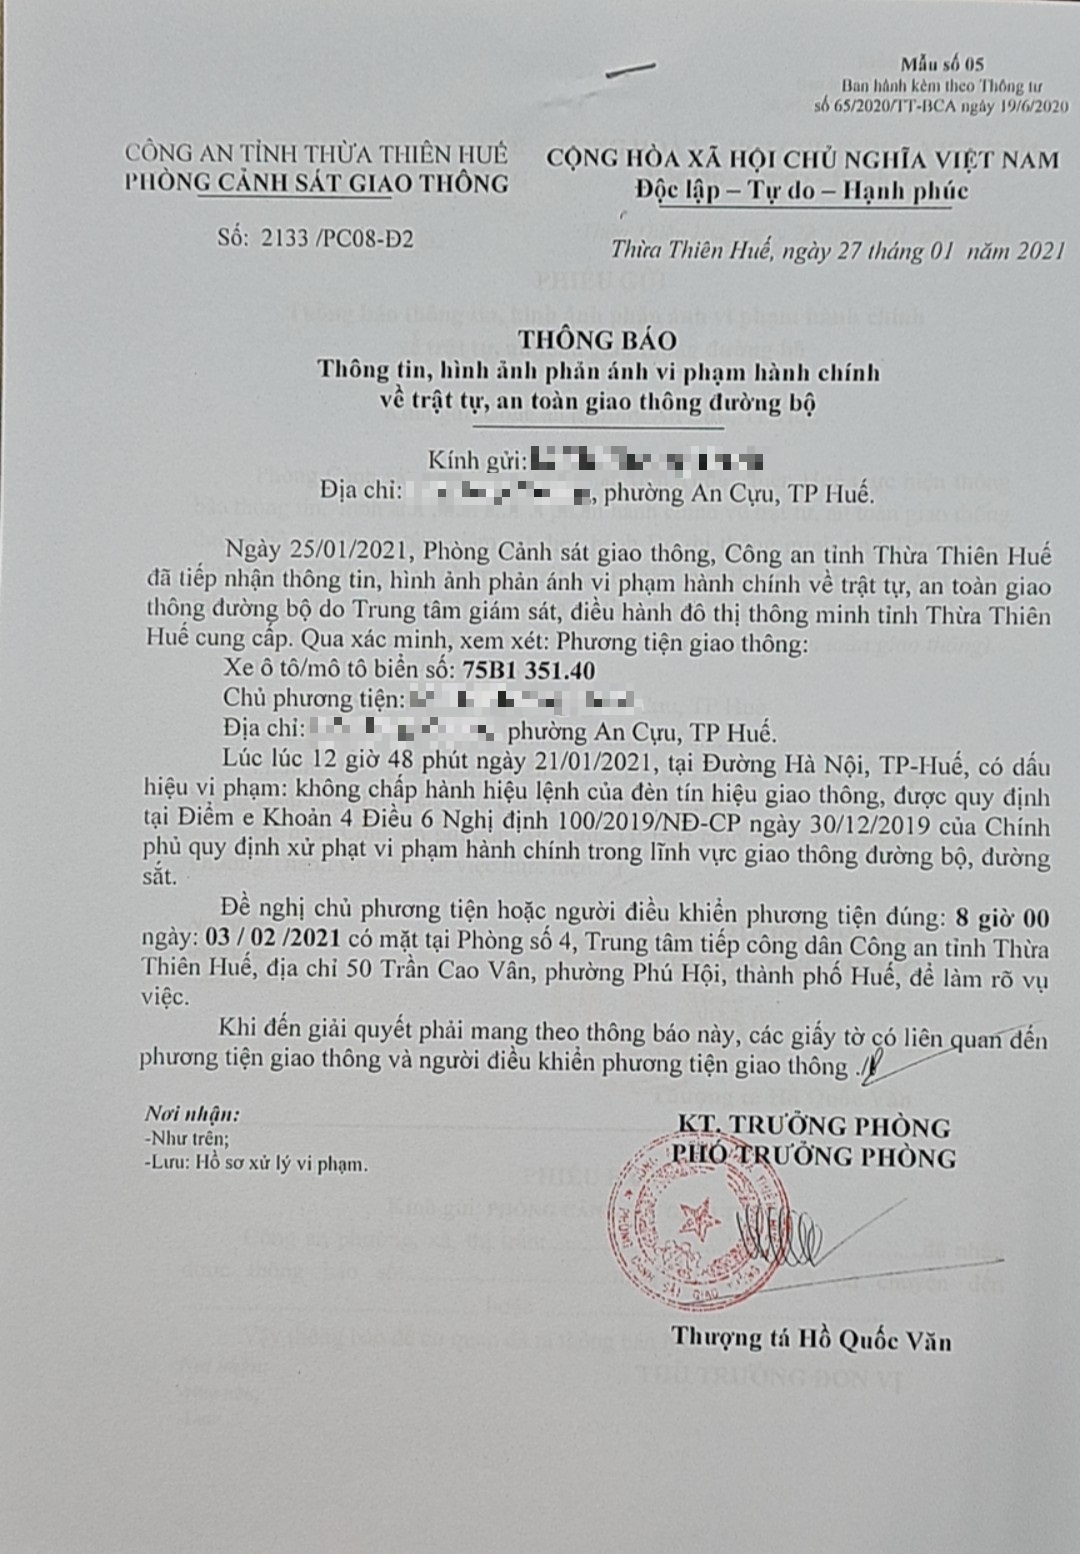 Mẫu số 05
Ban hành kèm theo Thông tư
số 65/2020/TT-BCA ngày 19/6/2020
CÔNG AN TỈNH THỪA THIÊN HUẾ
PHÒNG CẢNH SÁT GIAO THÔNG
Số: 2133 /PC08-Đ2
CỘNG HÒA XÃ HỘI CHỦ NGHĨA VIỆT NAM
Độc lập – Tự do – Hạnh phúc
Thừa Thiên Huế, ngày 27 tháng 01 năm 2021
THÔNG BÁO
Thông tin, hình ảnh phản ánh vi phạm hành chính
về trật tự, an toàn giao thông đường bộ
Kính gửi:
Địa chỉ: , phường An Cựu, TP Huế.
Ngày 25/01/2021, Phòng Cảnh sát giao thông, Công an tỉnh Thừa Thiên Huế
đã tiếp nhận thông tin, hình ảnh phản ánh vi phạm hành chính về trật tự, an toàn giao
thông đường bộ do Trung tâm giám sát, điều hành đô thị thông minh tỉnh Thừa Thiên
Huế cung cấp. Qua xác minh, xem xét: Phương tiện giao thông:
Xe ô tô/mô tô biển số: 75B1 351.40
Chủ phương tiện:
Địa chỉ: phường An Cựu, TP Huế.
Lúc lúc 12 giờ 48 phút ngày 21/01/2021, tại Đường Hà Nội, TP-Huế, có dấu
hiệu vi phạm: không chấp hành hiệu lệnh của đèn tín hiệu giao thông, được quy định
tại Điểm e Khoản 4 Điều 6 Nghị định 100/2019/NĐ-CP ngày 30/12/2019 của Chính
phủ quy định xử phạt vi phạm hành chính trong lĩnh vực giao thông đường bộ, đường
sắt.
Đề nghị chủ phương tiện hoặc người điều khiển phương tiện đúng: 8 giờ 00
ngày: 03 / 02 /2021 có mặt tại Phòng số 4, Trung tâm tiếp công dân Công an tỉnh Thừa
Thiên Huế, địa chỉ 50 Trần Cao Vân, phường Phú Hội, thành phố Huế, để làm rõ vụ
việc.
Khi đến giải quyết phải mang theo thông báo này, các giấy tờ có liên quan đến
phương tiện giao thông và người điều khiển phương tiện giao thông ./
Nơi nhận:
-Như trên;
-Lưu: Hồ sơ xử lý vi phạm.
KT. TRƯỞNG PHÒNG
PHÓ TRƯỞNG PHÒNG
Thượng tá Hồ Quốc Văn